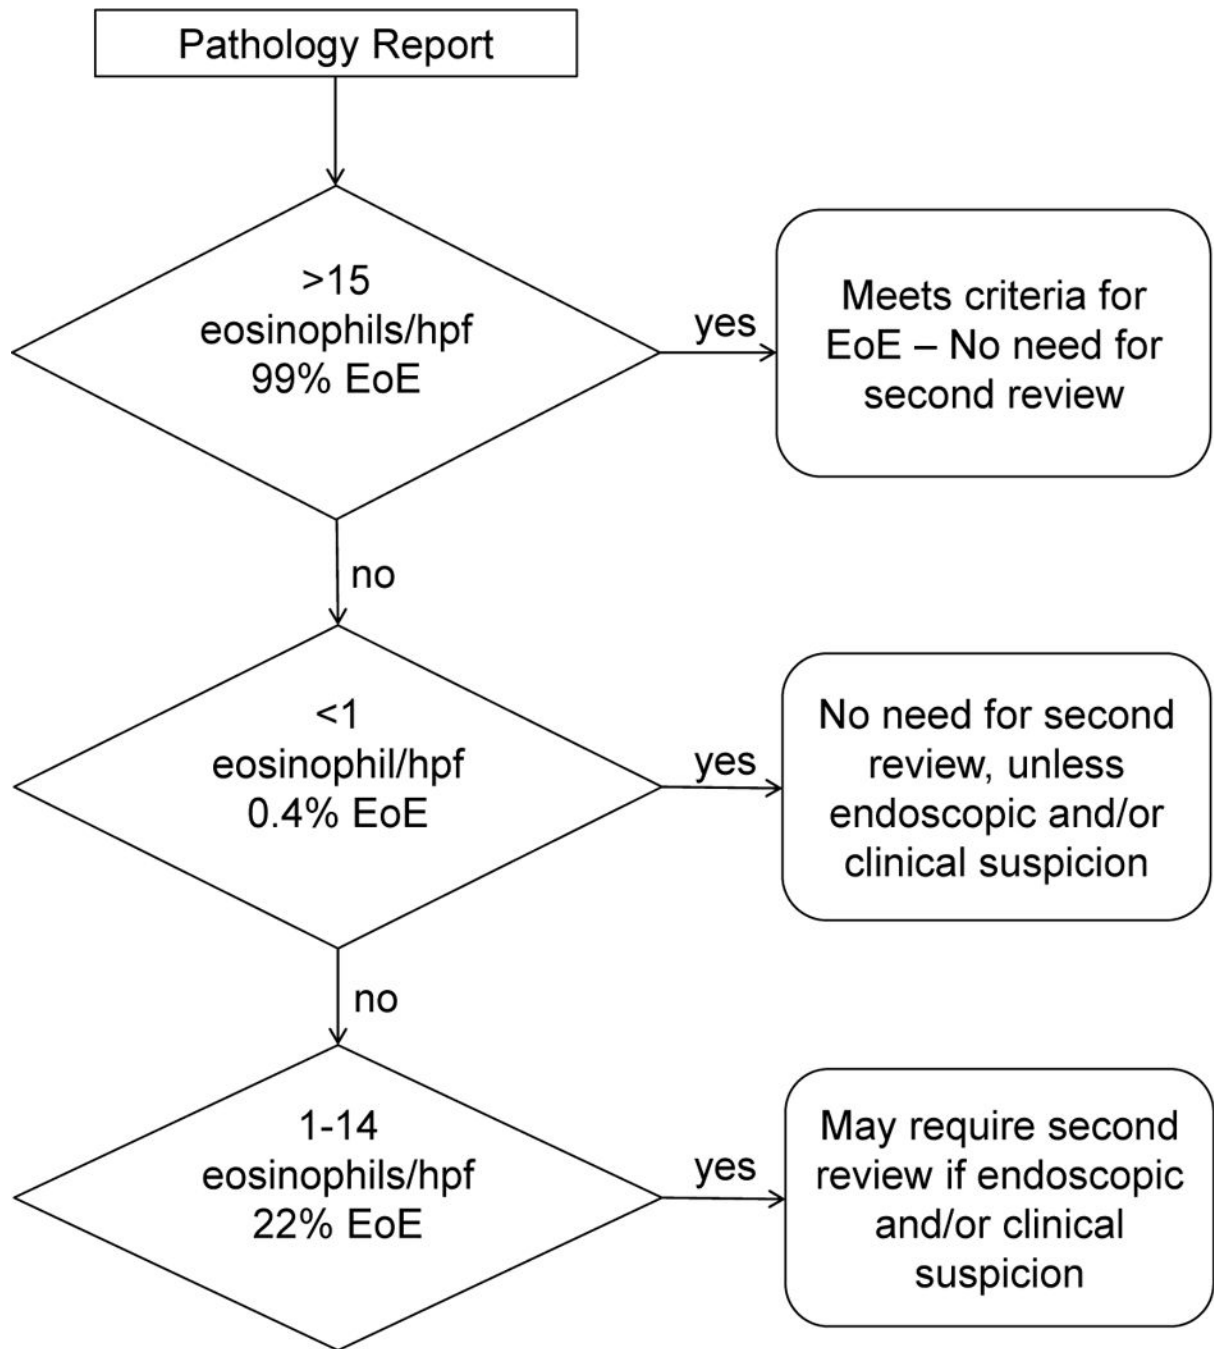 Pathology Report
>15
eosinophils/hpf
99% EoE
yes
Meets criteria for
EoE – No need for
second review
no
<1
eosinophil/hpf
0.4% EoE
yes
No need for second
review, unless
endoscopic and/or
clinical suspicion
no
1-14
eosinophils/hpf
22% EoE
yes
May require second
review if endoscopic
and/or clinical
suspicion